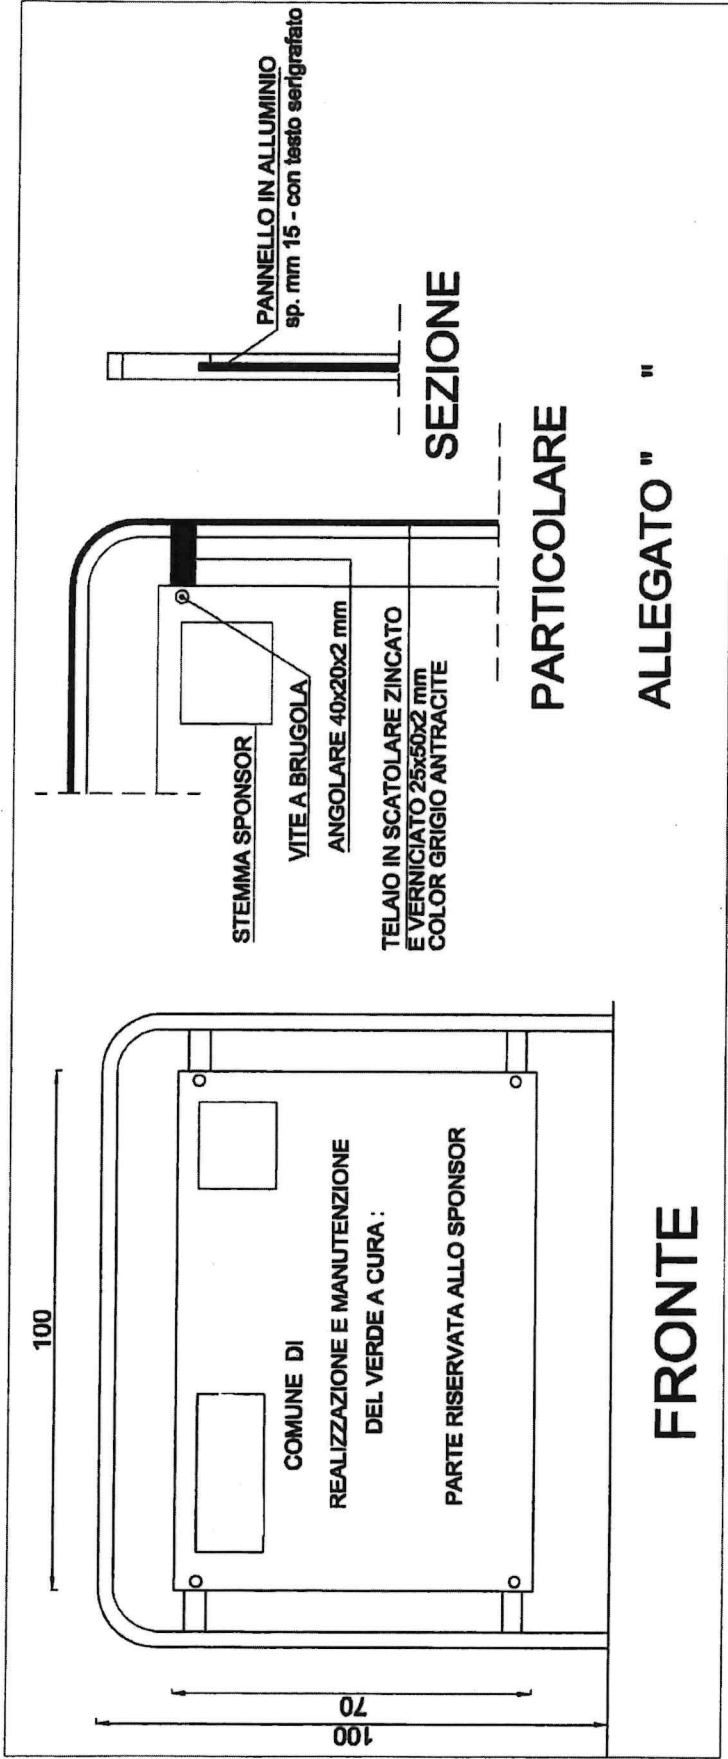 100
100
70
COMUNE DI
REALIZZAZIONE E MANUTENZIONE
DEL VERDE A CURA :
PARTE RISERVATA ALLO SPONSOR
FRONTE
STEMMA SPONSOR
VITE A BRUGOLA
ANGOLARE 40x20x2 mm
TELAIO IN SCATOLARE ZINCATO
E VERNICIATO 25x50x2 mm
COLOR GRIGIO ANTRACITE
PARTICOLARE
PANNELLO IN ALLUMINIO
sp. mm 15 - con testo serigrafato
SEZIONE
ALLEGATO " "